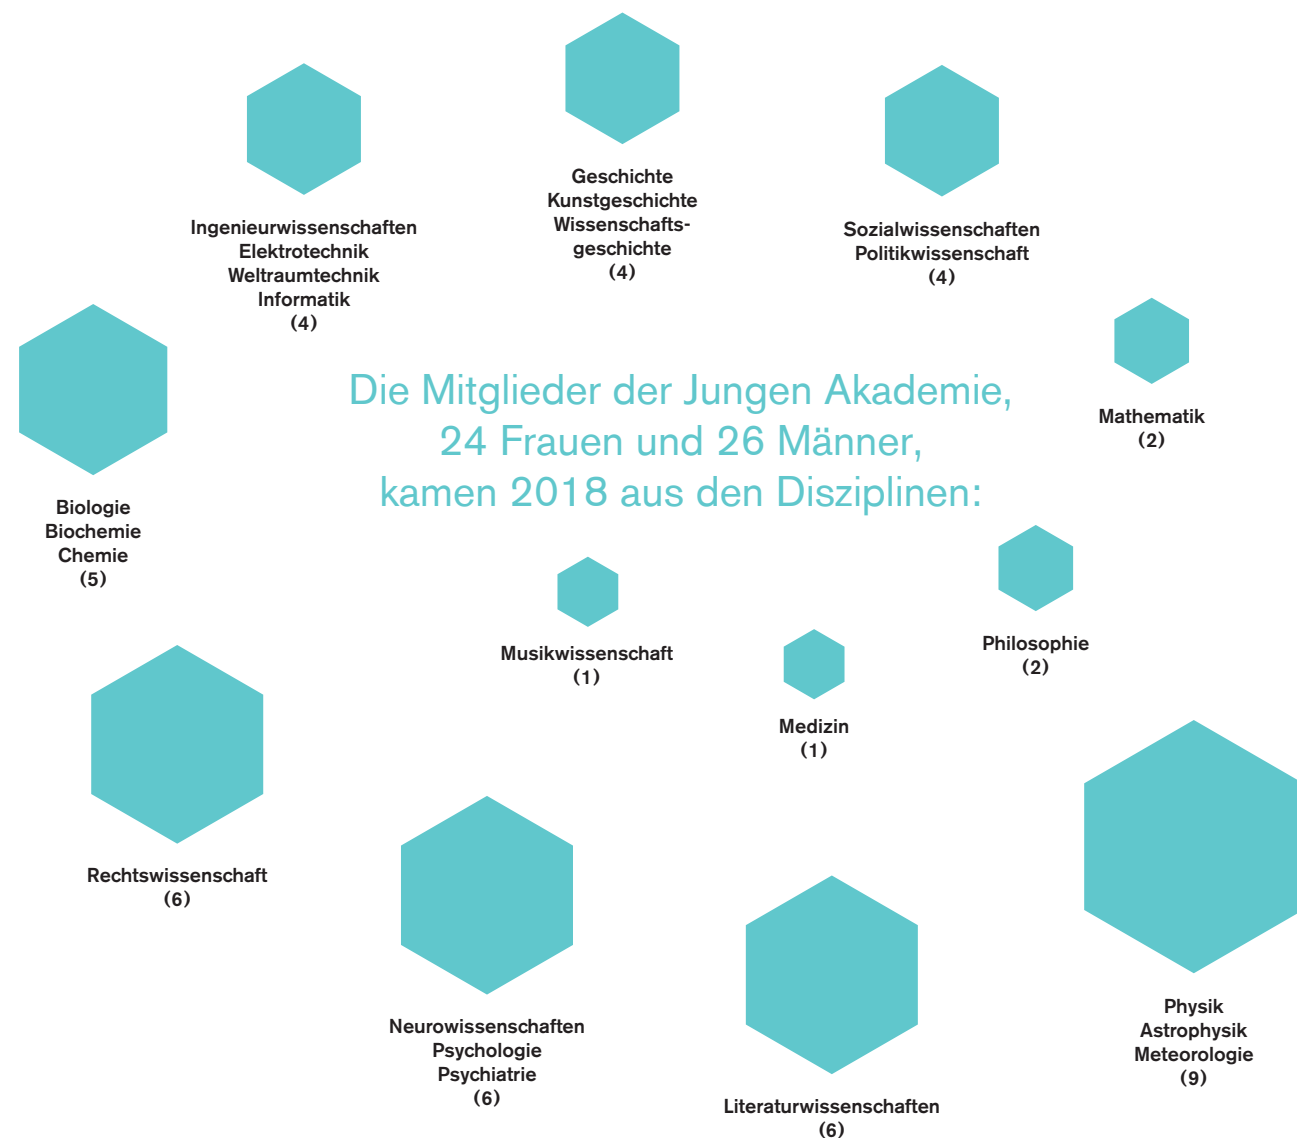 Geschichte
Kunstgeschichte
Wissenschafts-
geschichte
(4)
Ingenieurwissenschaften
Elektrotechnik
Weltraumtechnik
Informatik
(4)
Sozialwissenschaften
Politikwissenschaft
(4)
Die Mitglieder der Jungen Akademie,
24 Frauen und 26 Männer,
kamen 2018 aus den Disziplinen:
Mathematik
(2)
Biologie
Biochemie
Chemie
(5)
Musikwissenschaft
(1)
Philosophie
(2)
Medizin
(1)
Rechtswissenschaft
(6)
Neurowissenschaften
Psychologie
Psychiatrie
(6)
Literaturwissenschaften
(6)
Physik
Astrophysik
Meteorologie
(9)